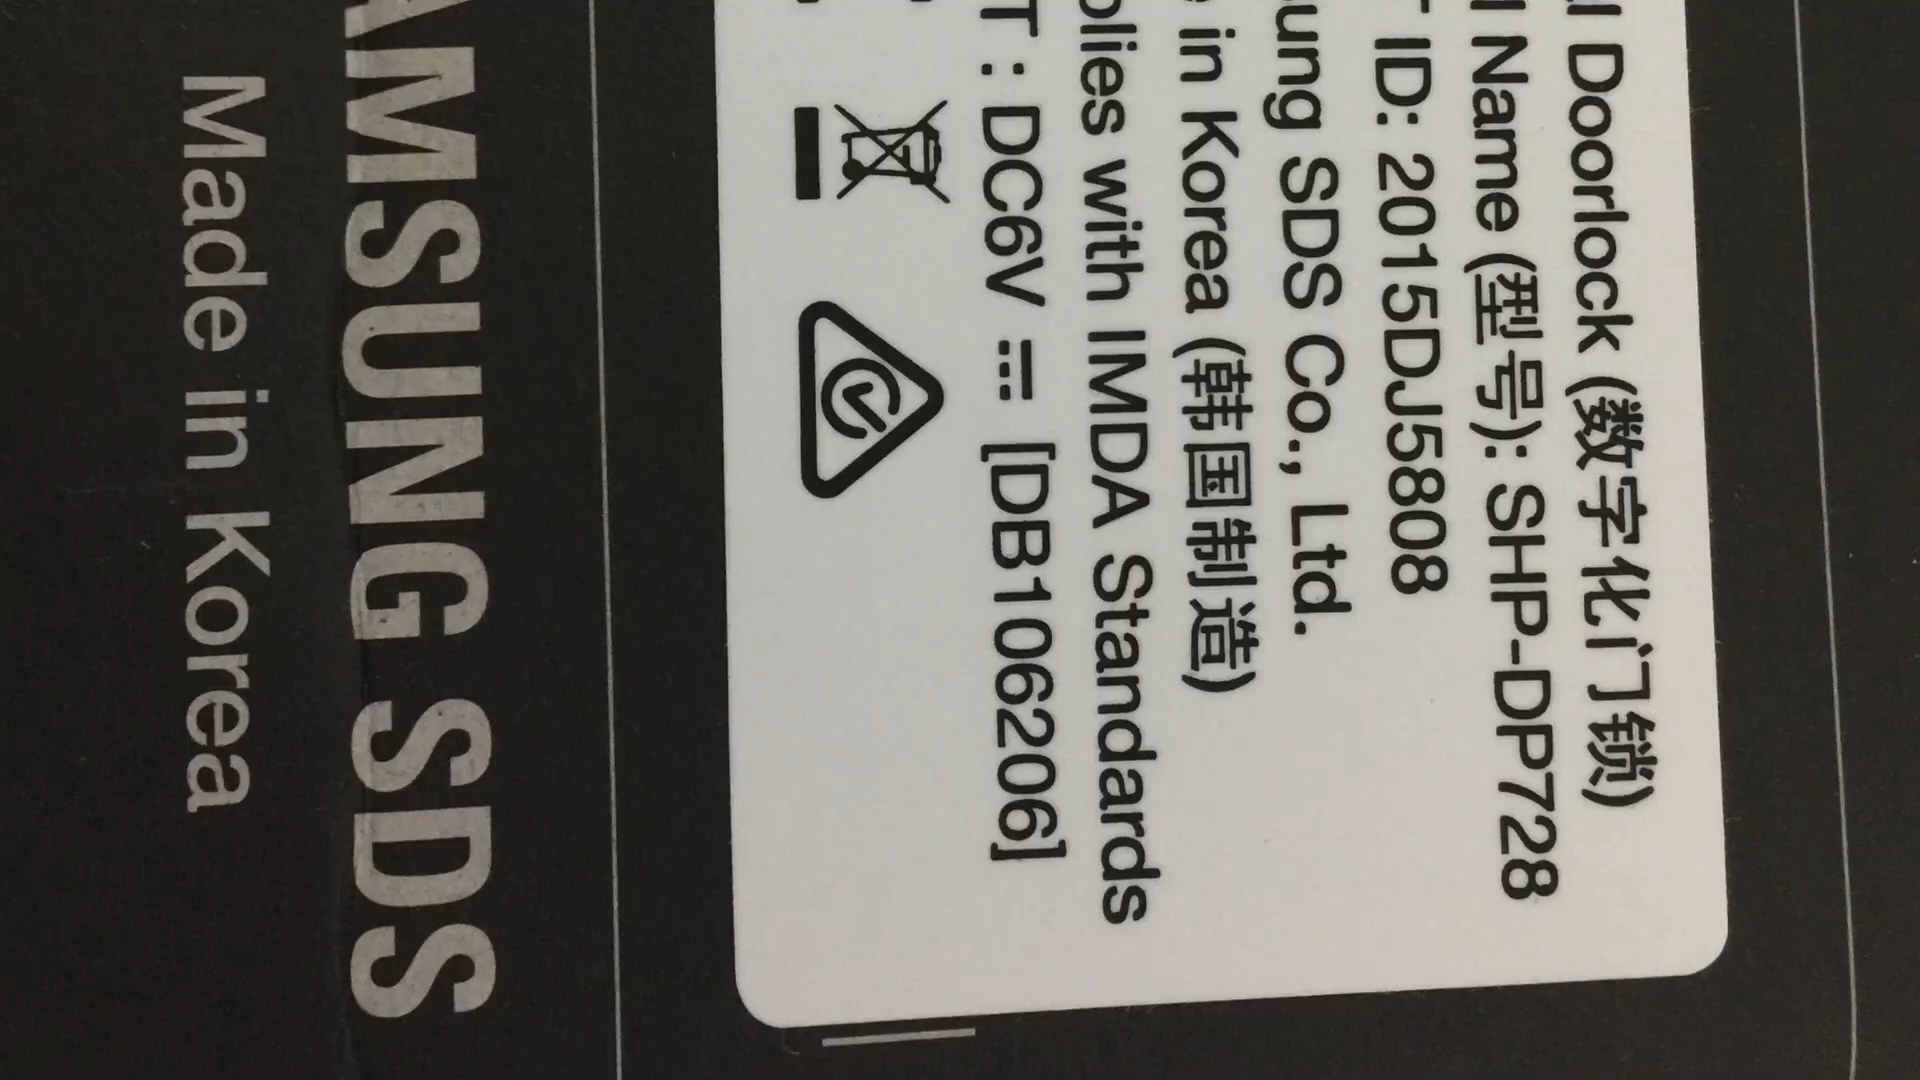 l Doorlock (数字化门锁)
l Name (型号): SHP-DP728
ID: 2015DJ5808
ung SDS Co., Ltd.
in Korea (韩国制造)
plies with IMDA Standards
T : DC6V ⎓ [DB106206]
AMSUNG SDS
Made in Korea